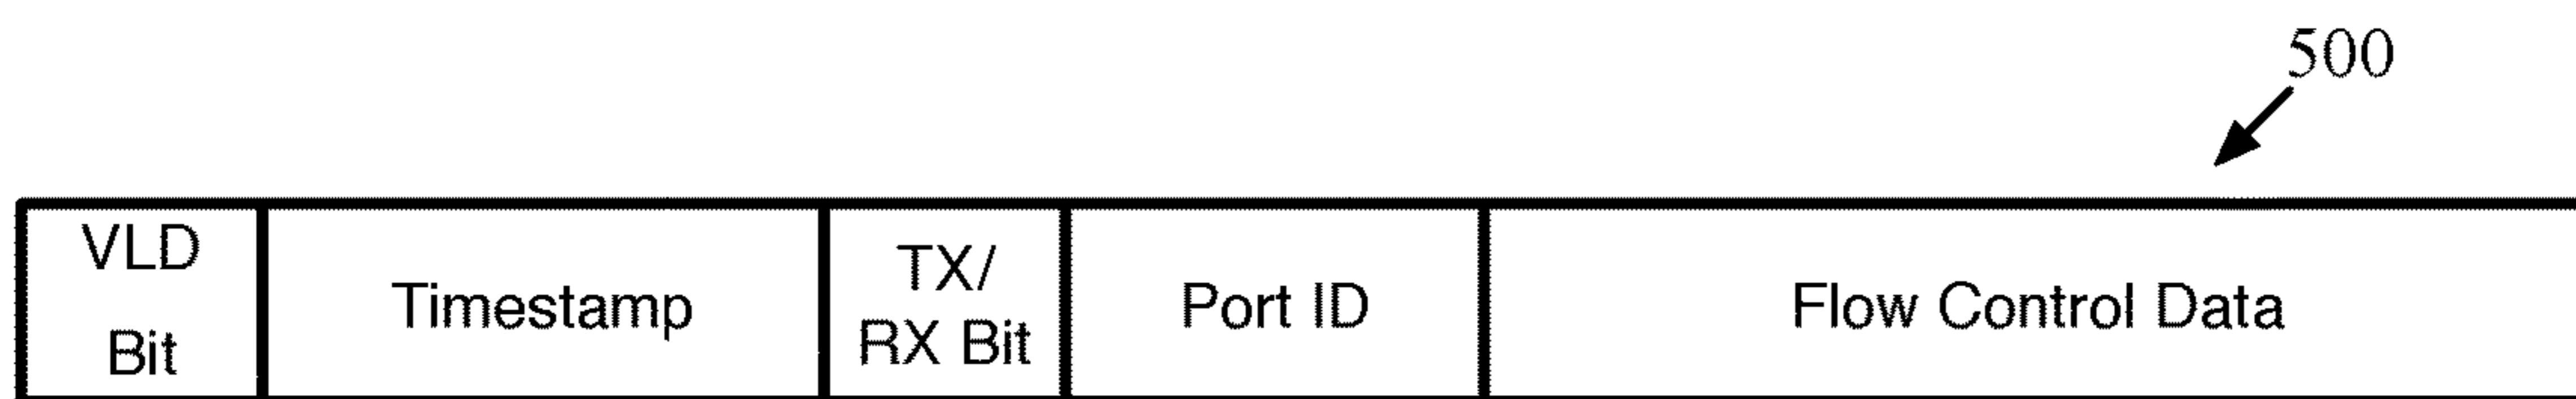 500
VLD
Bit
Timestamp
TX/
RX Bit
Port ID
Flow Control Data